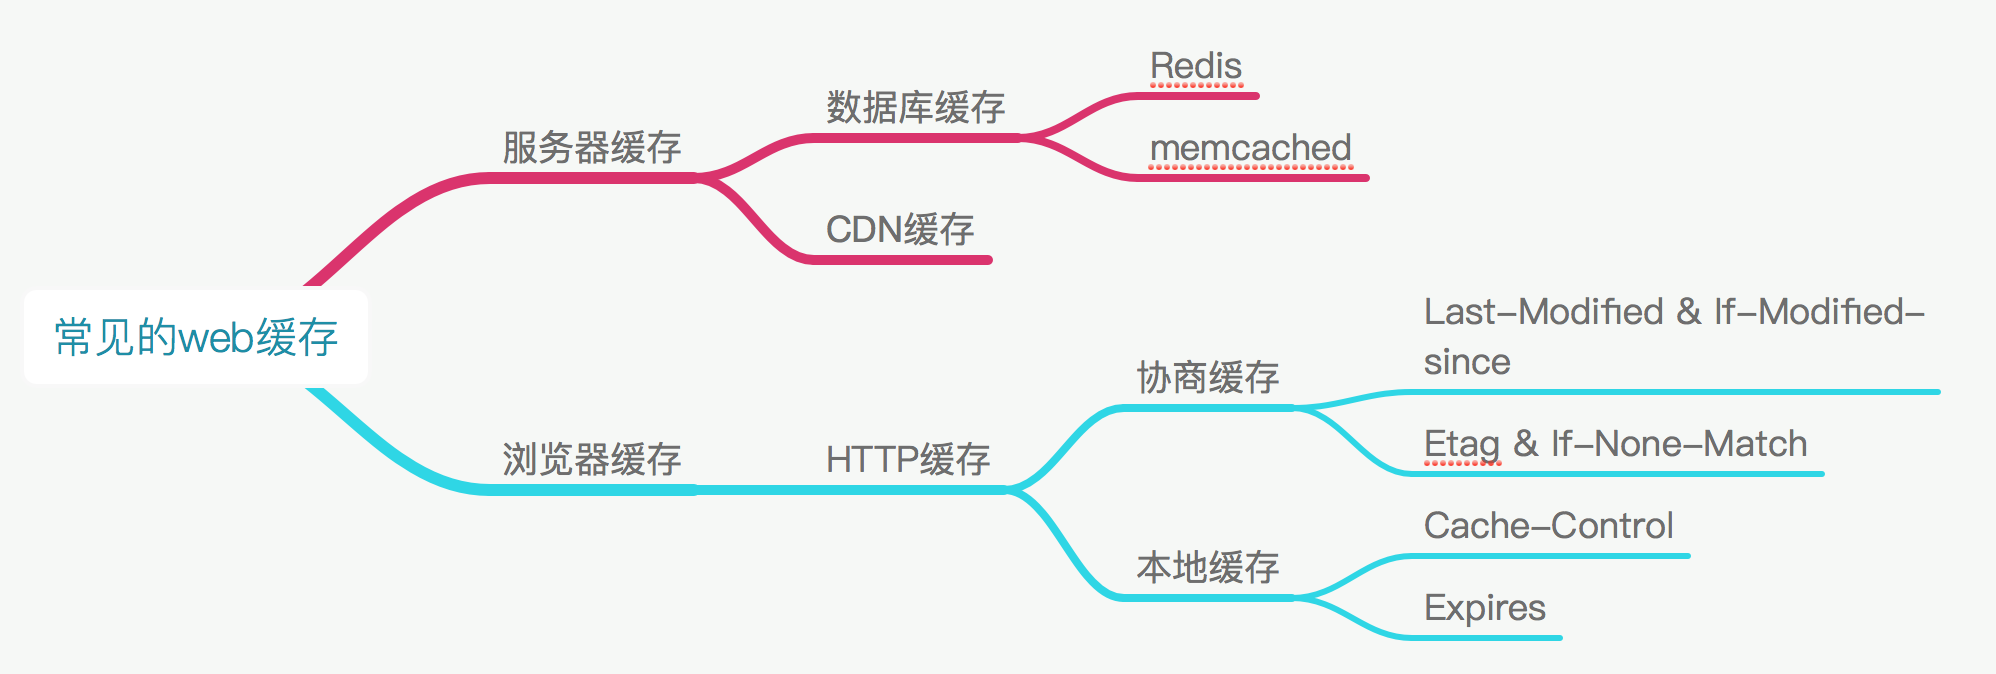 常见的web缓存
服务器缓存
数据库缓存
Redis
memcached
CDN缓存
浏览器缓存
HTTP缓存
协商缓存
Last-Modified & If-Modified-
since
Etag & If-None-Match
本地缓存
Cache-Control
Expires